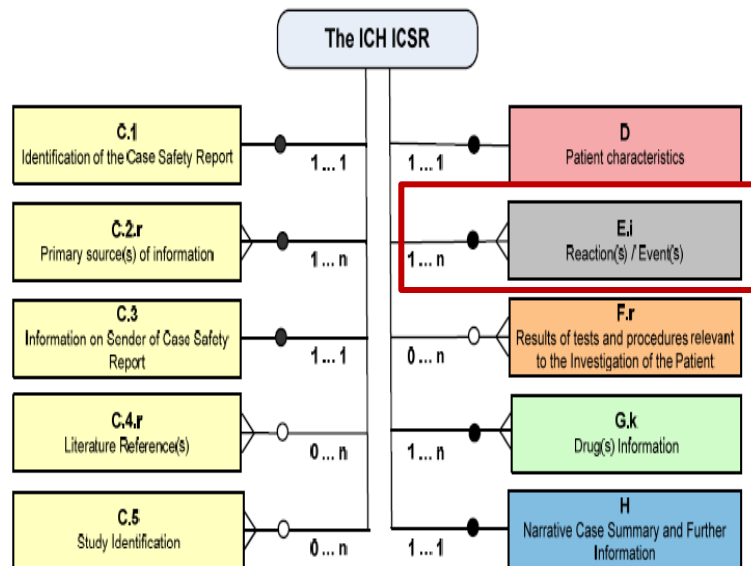 The ICH ICSR
C.1
Identification of the Case Safety Report
1 ... 1
C.2.r
Primary source(s) of information
1 ... n
C.3
Information on Sender of Case Safety
Report
1 ... 1
C.4.r
Literature Reference(s)
0 ... n
C.5
Study Identification
0 ... n
D
Patient characteristics
1 ... 1
E.i
Reaction(s) / Event(s)
1 ... n
F.r
Results of tests and procedures relevant
to the Investigation of the Patient
0 ... n
G.k
Drug(s) Information
1 ... n
H
Narrative Case Summary and Further
Information
1 ... 1